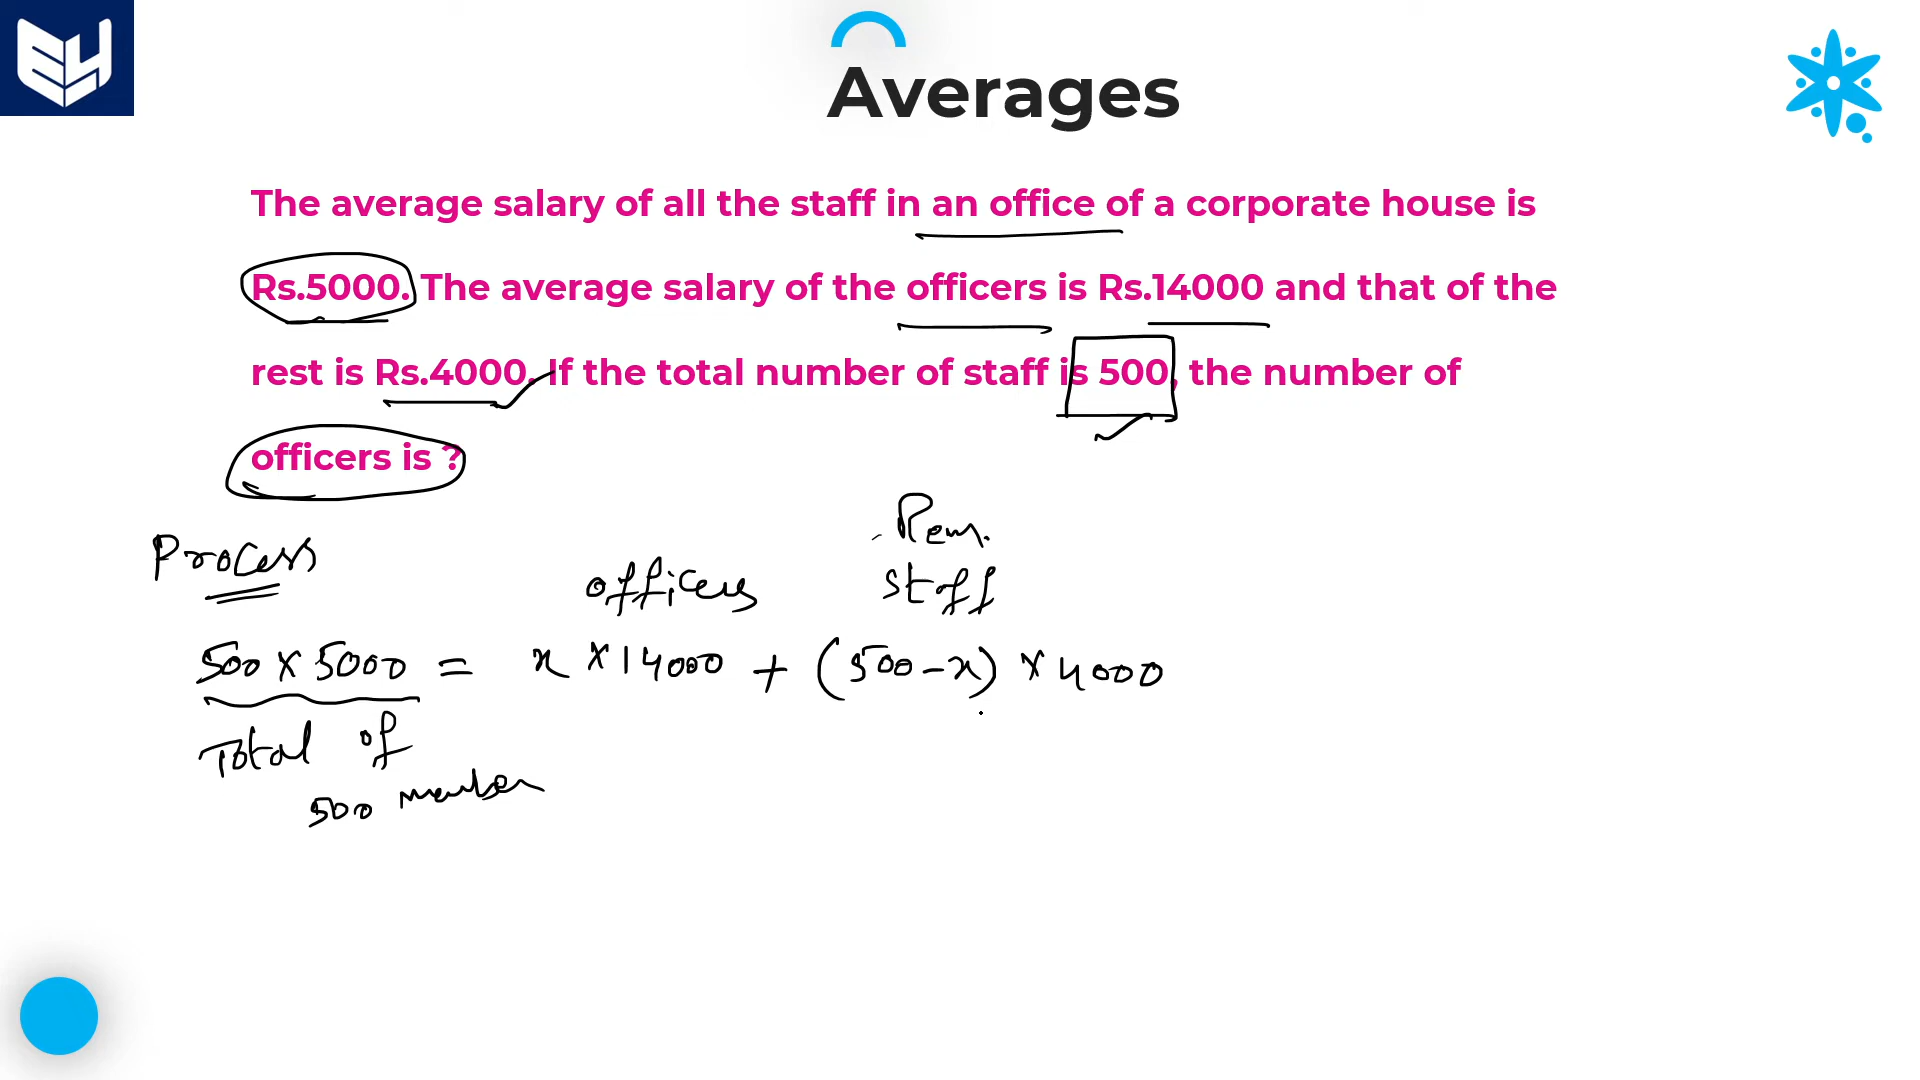 EY
Averages
The average salary of all the staff in an office of a corporate house is
Rs.5000. The average salary of the officers is Rs.14000 and that of the
rest is Rs.4000. If the total number of staff is 500, the number of
officers is ?
Process
officers
Rem.
staff
500 × 5000 = x × 14000 + (500 - x) × 4000
Total of
500 member